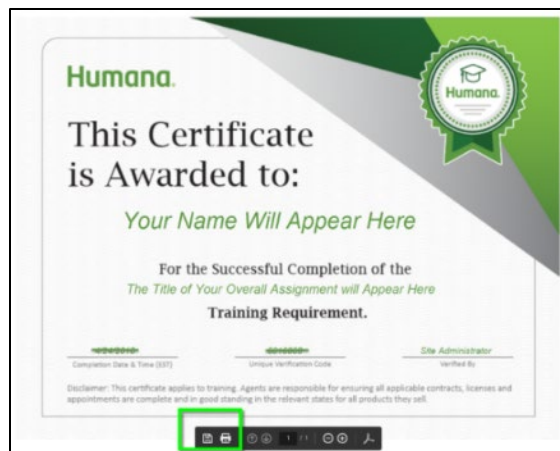 Humana.
Humana.
This Certificate
is Awarded to:
Your Name Will Appear Here
For the Successful Completion of the
The Title of Your Overall Assignment will Appear Here
Training Requirement.
Site Administrator
Completion Date & Time (EST)
Unique Verification Code
Verified By
Disclaimer: This certificate applies to training. Agents are responsible for ensuring all applicable contracts, licenses and
appointments are complete and in good standing in the relevant states for all products they sell.
1 / 1